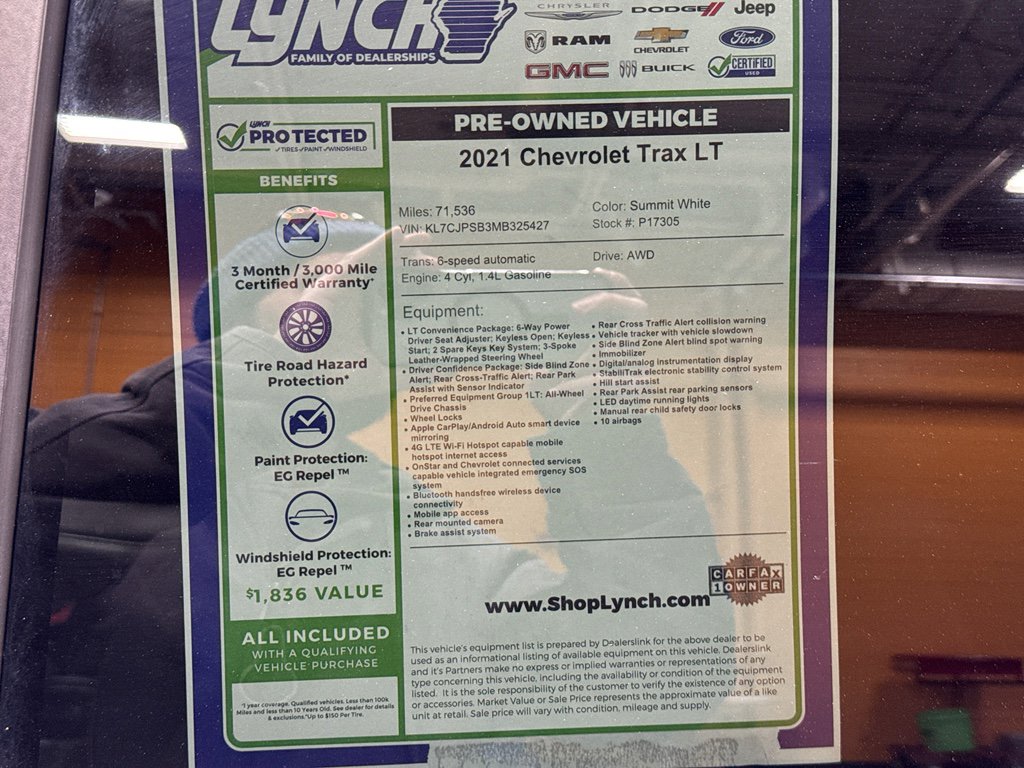 LYNCH
FAMILY OF DEALERSHIPS
CHRYSLER DODGE Jeep
RAM CHEVROLET Ford
GMC BUICK CERTIFIED
USED
LYNCH
PROTECTED
✓TIRES ✓PAINT ✓WINDSHIELD
BENEFITS
3 Month / 3,000 Mile
Certified Warranty*
Tire Road Hazard
Protection*
Paint Protection:
EG Repel ™
Windshield Protection:
EG Repel ™
$1,836 VALUE
ALL INCLUDED
WITH A QUALIFYING
VEHICLE PURCHASE
*1 year coverage. Qualified vehicles. Less than 100k
Miles and less than 10 Years Old. See dealer for details
& exclusions.*Up to $150 Per Tire.
PRE-OWNED VEHICLE
2021 Chevrolet Trax LT
Miles: 71,536
Color: Summit White
VIN: KL7CJPSB3MB325427
Stock #: P17305
Trans: 6-speed automatic
Drive: AWD
Engine: 4 Cyl, 1.4L Gasoline
Equipment:
• LT Convenience Package: 6-Way Power
Driver Seat Adjuster; Keyless Open; Keyless
Start; 2 Spare Keys Key System; 3-Spoke
Leather-Wrapped Steering Wheel
• Driver Confidence Package: Side Blind Zone
Alert; Rear Cross-Traffic Alert; Rear Park
Assist with Sensor Indicator
• Preferred Equipment Group 1LT: All-Wheel
Drive Chassis
• Wheel Locks
• Apple CarPlay/Android Auto smart device
mirroring
• 4G LTE Wi-Fi Hotspot capable mobile
hotspot internet access
• OnStar and Chevrolet connected services
capable vehicle integrated emergency SOS
system
• Bluetooth handsfree wireless device
connectivity
• Mobile app access
• Rear mounted camera
• Brake assist system
• Rear Cross Traffic Alert collision warning
• Vehicle tracker with vehicle slowdown
• Side Blind Zone Alert blind spot warning
• Immobilizer
• Digital/analog instrumentation display
• StabiliTrak electronic stability control system
• Hill start assist
• Rear Park Assist rear parking sensors
• LED daytime running lights
• Manual rear child safety door locks
• 10 airbags
CARFAX
1 OWNER
www.ShopLynch.com
This vehicle's equipment list is prepared by Dealerslink for the above dealer to be
used as an informational listing of available equipment on this vehicle. Dealerslink
and it's Partners make no express or implied warranties or representations of any
type concerning this vehicle, including the availability or condition of the equipment
listed. It is the sole responsibility of the customer to verify the existence of any option
or accessories. Market Value or Sale Price represents the approximate value of a like
unit at retail. Sale price will vary with condition, mileage and supply.